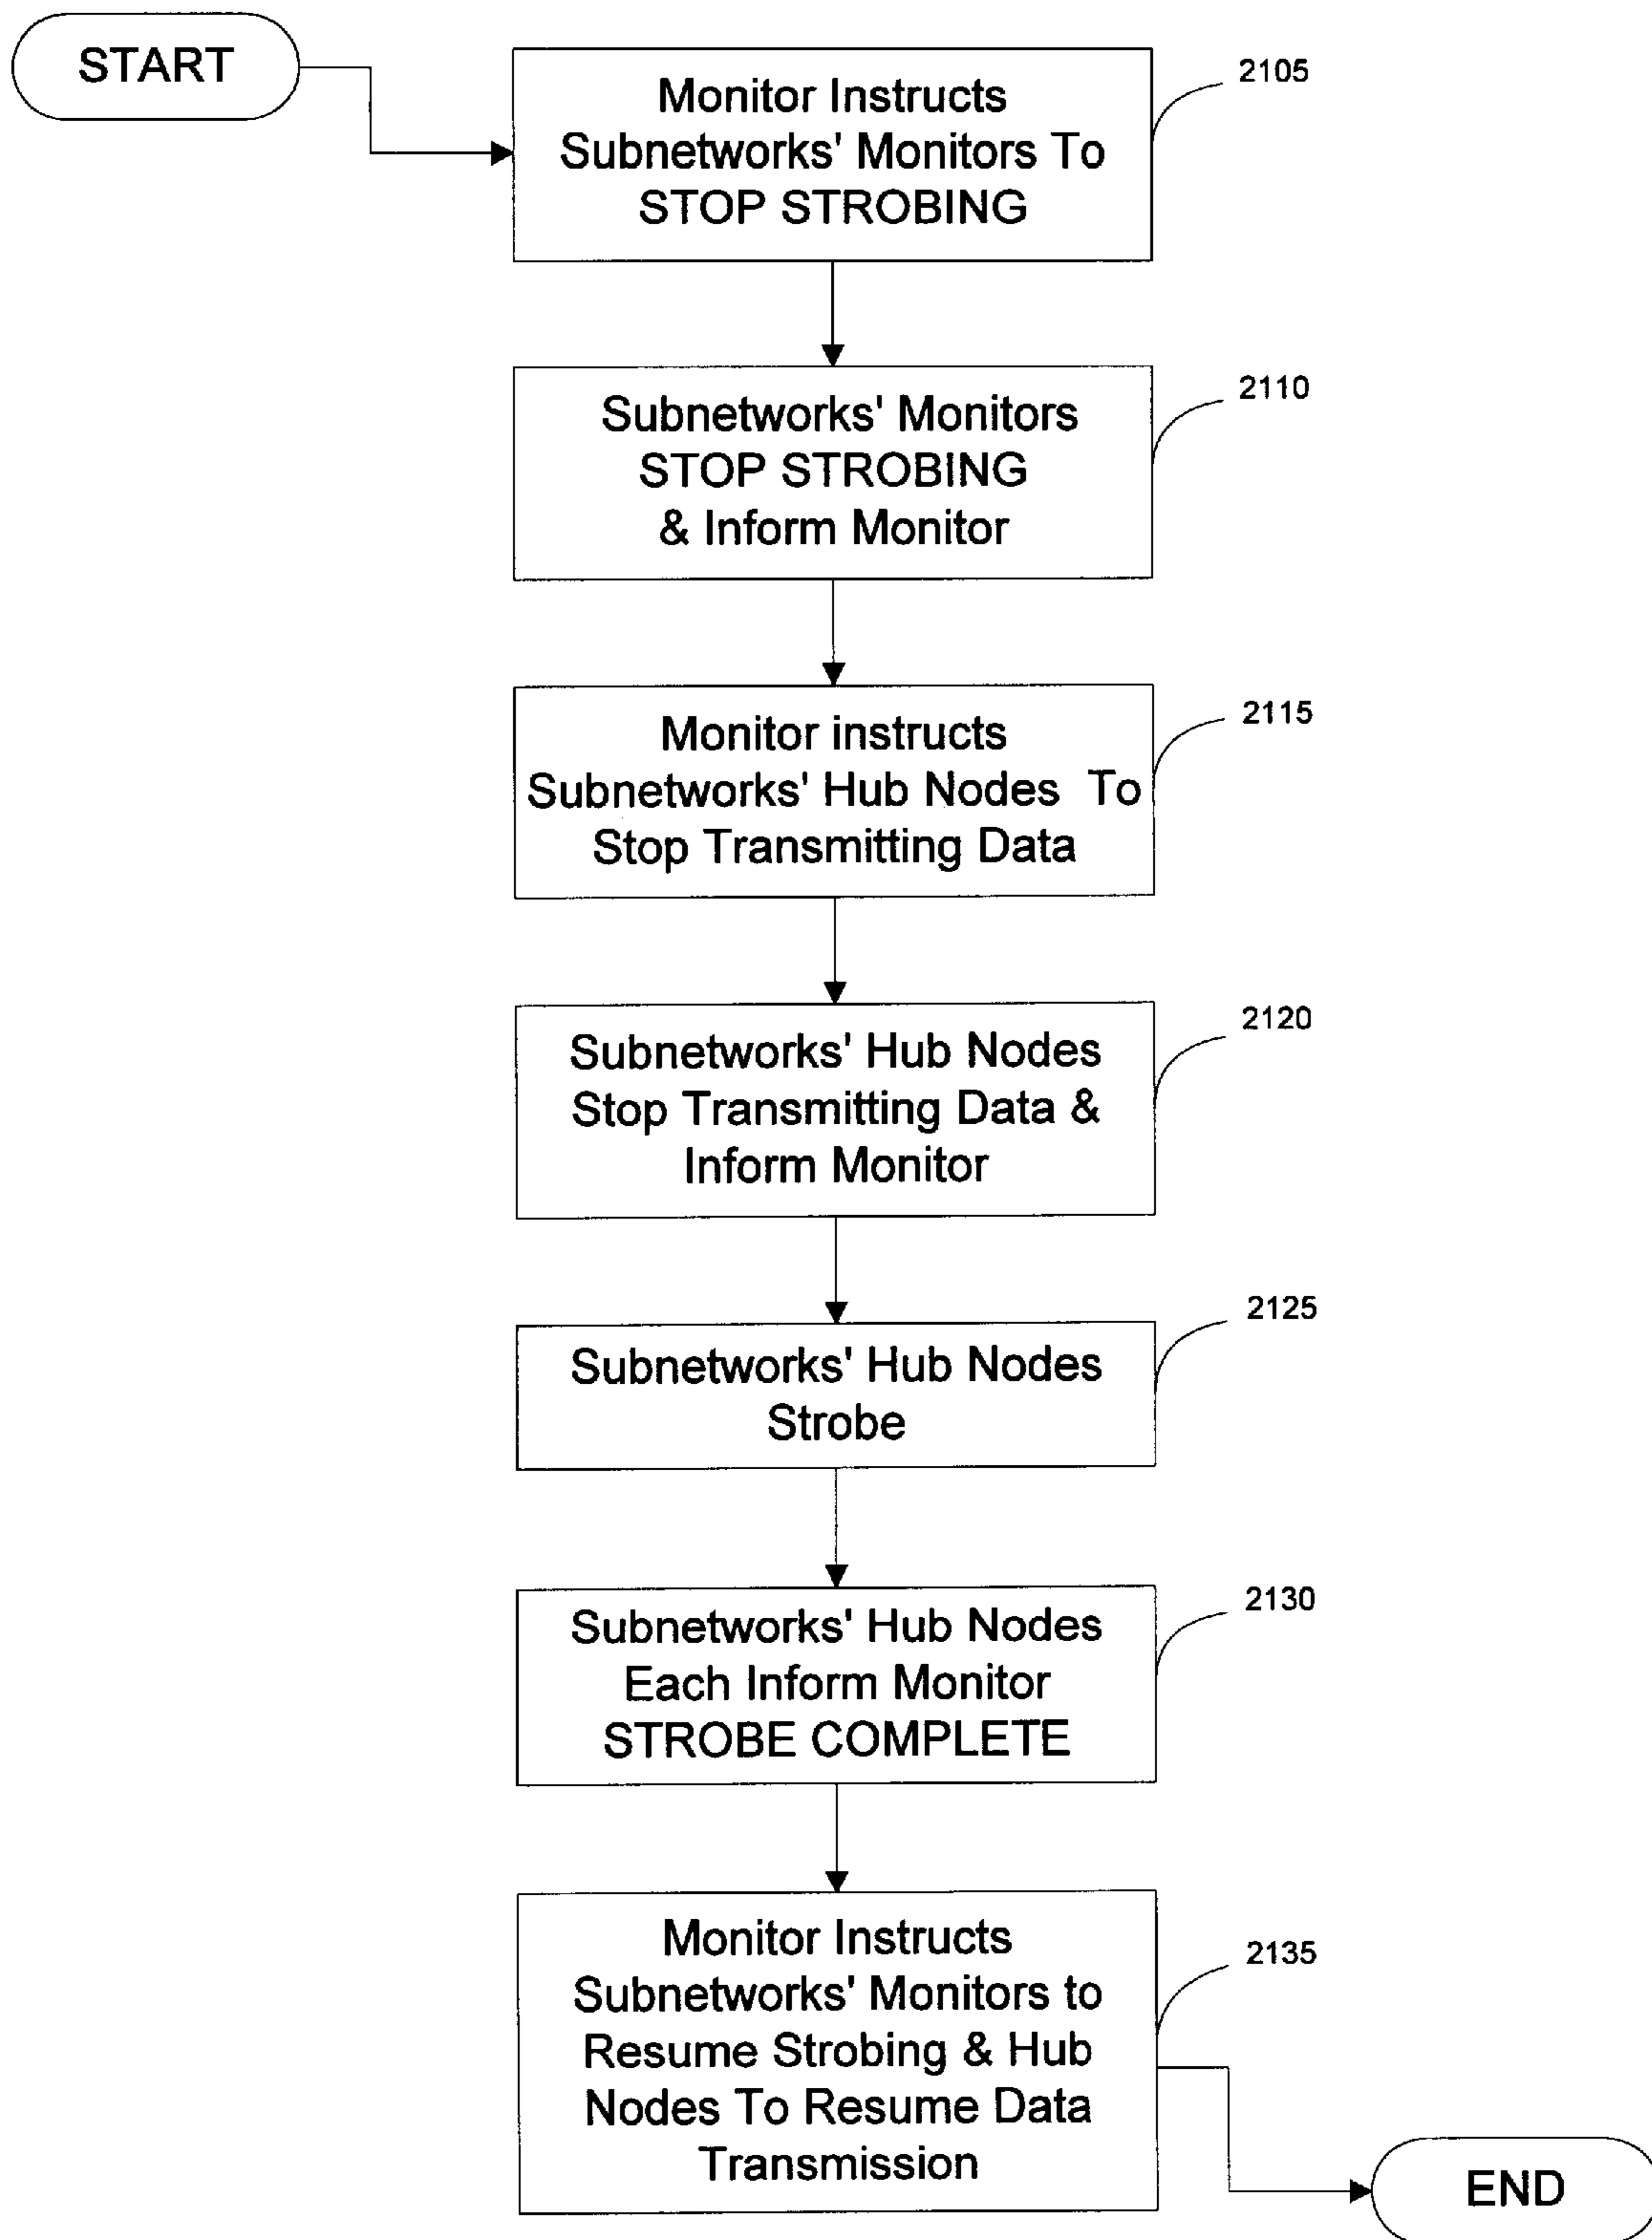 START
Monitor Instructs
Subnetworks' Monitors To
STOP STROBING
2105
Subnetworks' Monitors
STOP STROBING
& Inform Monitor
2110
Monitor instructs
Subnetworks' Hub Nodes To
Stop Transmitting Data
2115
Subnetworks' Hub Nodes
Stop Transmitting Data &
Inform Monitor
2120
Subnetworks' Hub Nodes
Strobe
2125
Subnetworks' Hub Nodes
Each Inform Monitor
STROBE COMPLETE
2130
Monitor Instructs
Subnetworks' Monitors to
Resume Strobing & Hub
Nodes To Resume Data
Transmission
2135
END